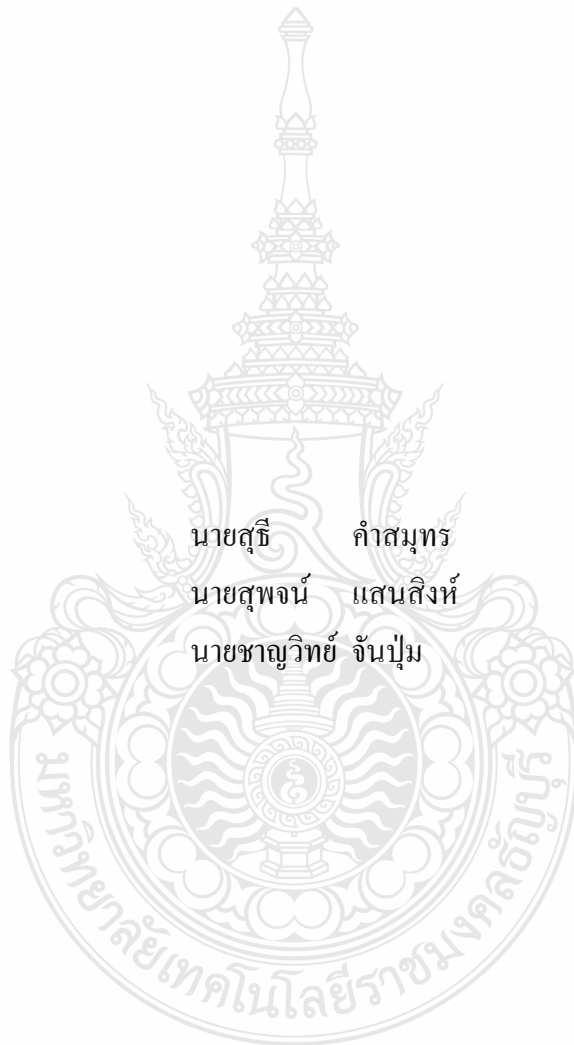 นายสุธี คำสมุทร
นายสุพจน์ แสนสิงห์
นายชาญวิทย์ จันปุ่ม
มหาวิทยาลัยเทคโนโลยีราชมงคลธัญบุรี